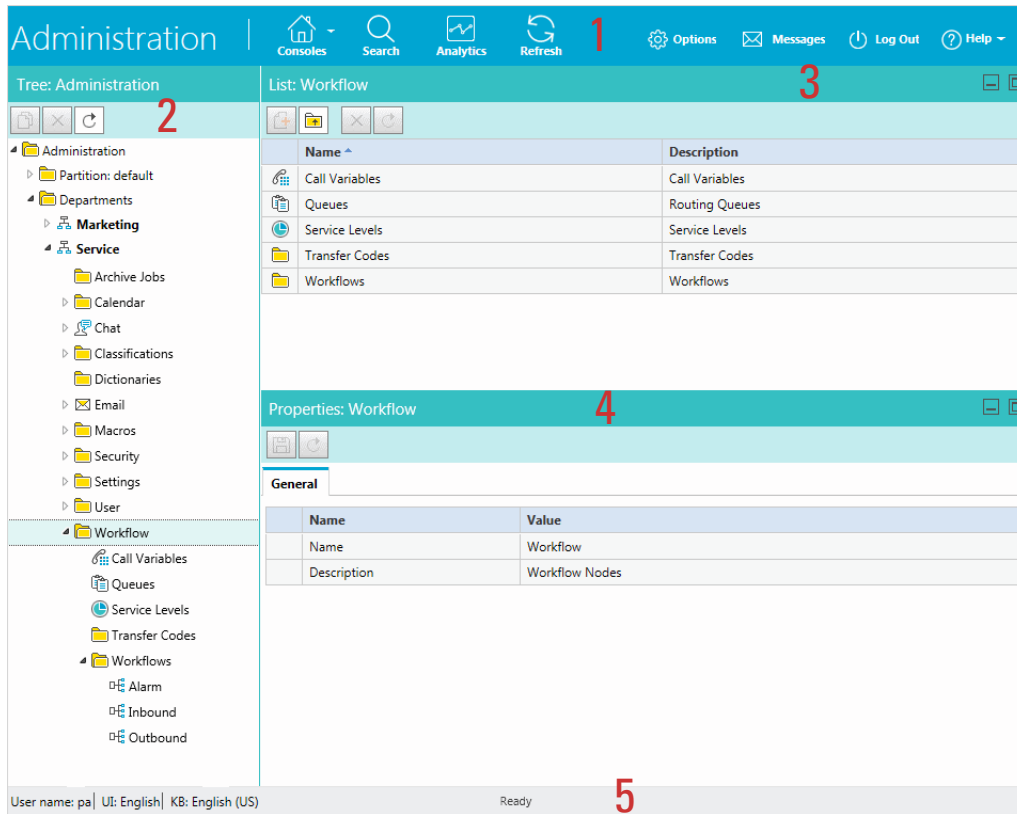 Administration
Consoles
Search
Analytics
Refresh
1
Options
Messages
Log Out
Help
Tree: Administration
2
Administration
Partition: default
Departments
Marketing
Service
Archive Jobs
Calendar
Chat
Classifications
Dictionaries
Email
Macros
Security
Settings
User
Workflow
Call Variables
Queues
Service Levels
Transfer Codes
Workflows
Alarm
Inbound
Outbound
List: Workflow
3
Name Description
Call Variables Call Variables
Queues Routing Queues
Service Levels Service Levels
Transfer Codes Transfer Codes
Workflows Workflows
Properties: Workflow
4
General
Name Value
Name Workflow
Description Workflow Nodes
User name: pa UI: English KB: English (US)
Ready
5